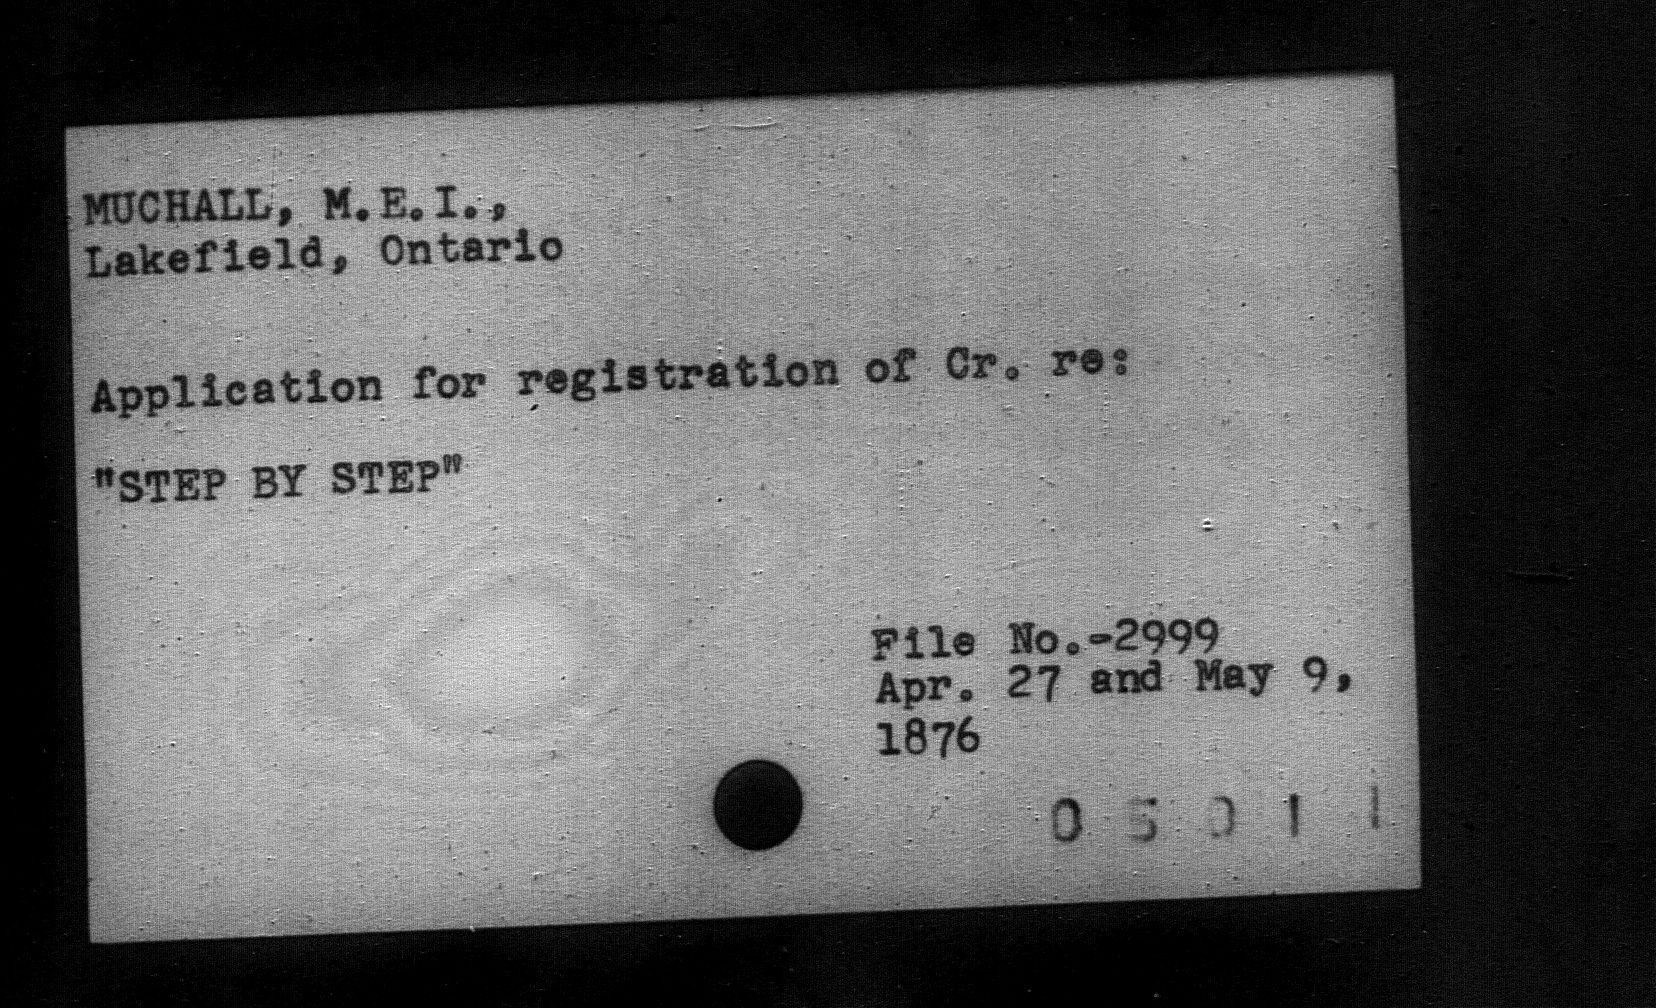 MUCHALL, M.E.I.,
Lakefield, Ontario
Application for registration of Cr. re:
"STEP BY STEP"
File No.-2999
Apr. 27 and May 9,
1876
0 5 0 1 1